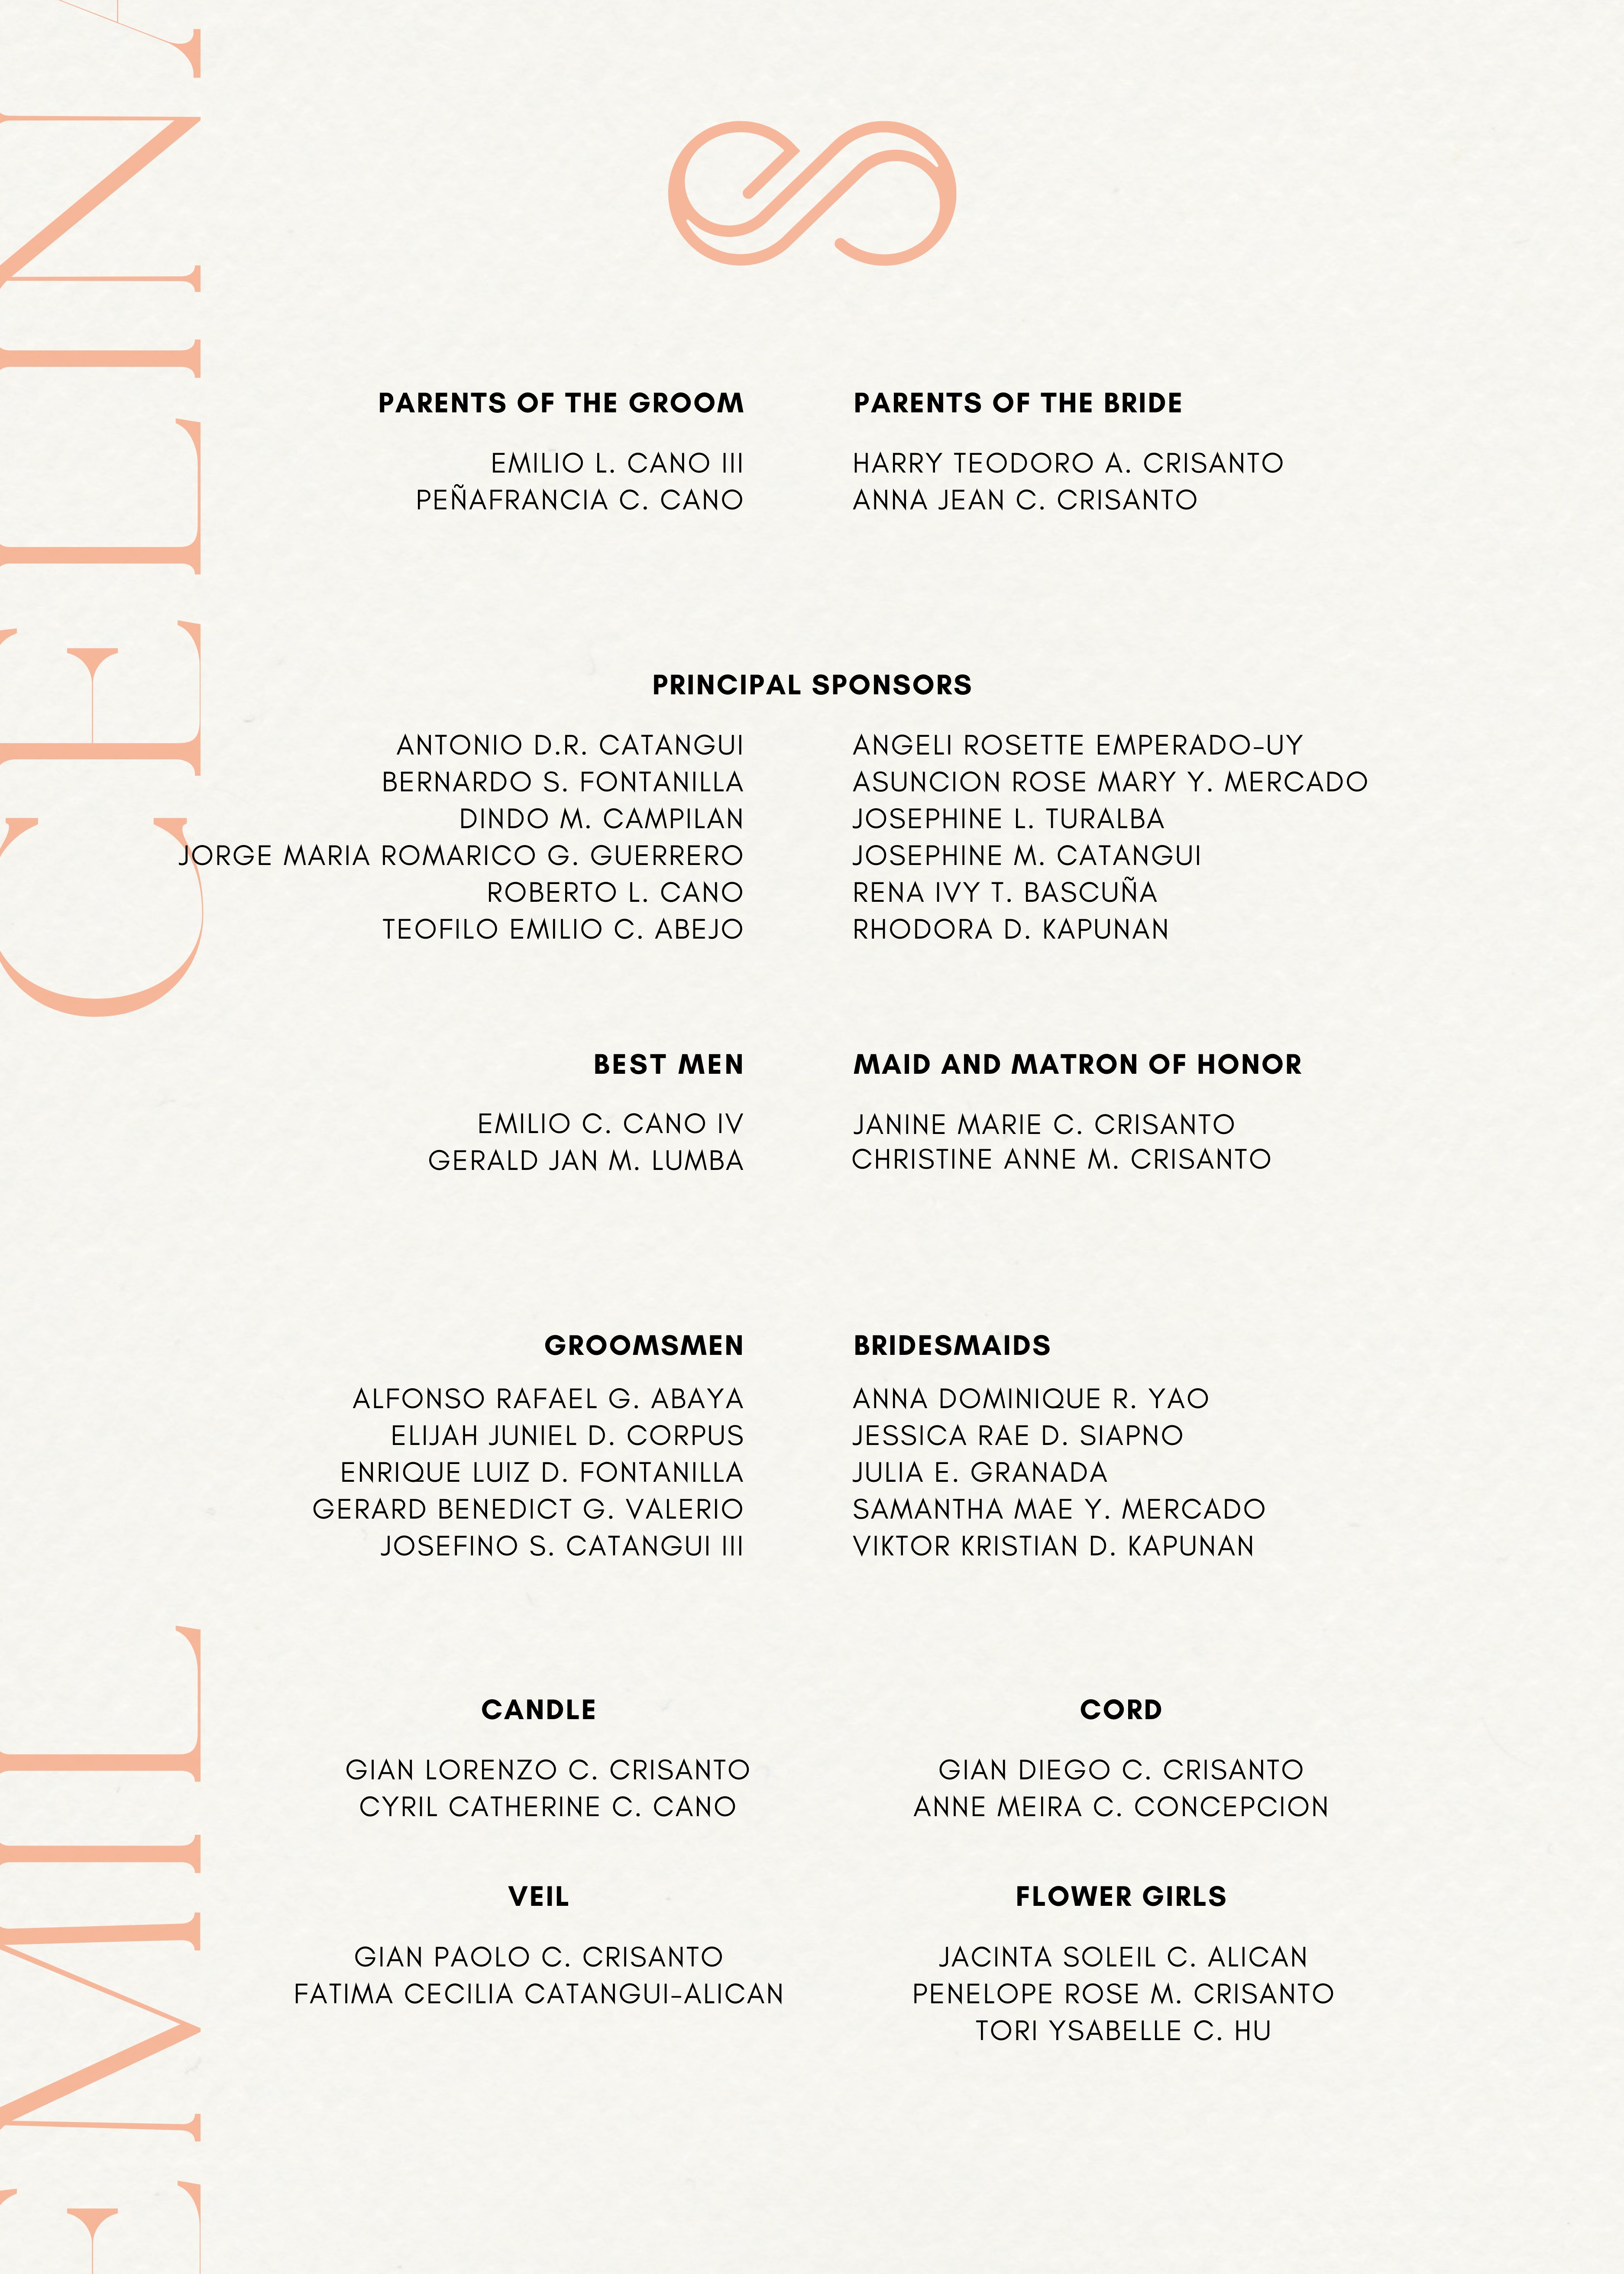 CELINA
EMIL
PARENTS OF THE GROOM
EMILIO L. CANO III
PEÑAFRANCIA C. CANO
PARENTS OF THE BRIDE
HARRY TEODORO A. CRISANTO
ANNA JEAN C. CRISANTO
PRINCIPAL SPONSORS
ANTONIO D.R. CATANGUI
BERNARDO S. FONTANILLA
DINDO M. CAMPILAN
JORGE MARIA ROMARICO G. GUERRERO
ROBERTO L. CANO
TEOFILO EMILIO C. ABEJO
ANGELI ROSETTE EMPERADO-UY
ASUNCION ROSE MARY Y. MERCADO
JOSEPHINE L. TURALBA
JOSEPHINE M. CATANGUI
RENA IVY T. BASCUÑA
RHODORA D. KAPUNAN
BEST MEN
EMILIO C. CANO IV
GERALD JAN M. LUMBA
MAID AND MATRON OF HONOR
JANINE MARIE C. CRISANTO
CHRISTINE ANNE M. CRISANTO
GROOMSMEN
ALFONSO RAFAEL G. ABAYA
ELIJAH JUNIEL D. CORPUS
ENRIQUE LUIZ D. FONTANILLA
GERARD BENEDICT G. VALERIO
JOSEFINO S. CATANGUI III
BRIDESMAIDS
ANNA DOMINIQUE R. YAO
JESSICA RAE D. SIAPNO
JULIA E. GRANADA
SAMANTHA MAE Y. MERCADO
VIKTOR KRISTIAN D. KAPUNAN
CANDLE
GIAN LORENZO C. CRISANTO
CYRIL CATHERINE C. CANO
CORD
GIAN DIEGO C. CRISANTO
ANNE MEIRA C. CONCEPCION
VEIL
GIAN PAOLO C. CRISANTO
FATIMA CECILIA CATANGUI-ALICAN
FLOWER GIRLS
JACINTA SOLEIL C. ALICAN
PENELOPE ROSE M. CRISANTO
TORI YSABELLE C. HU